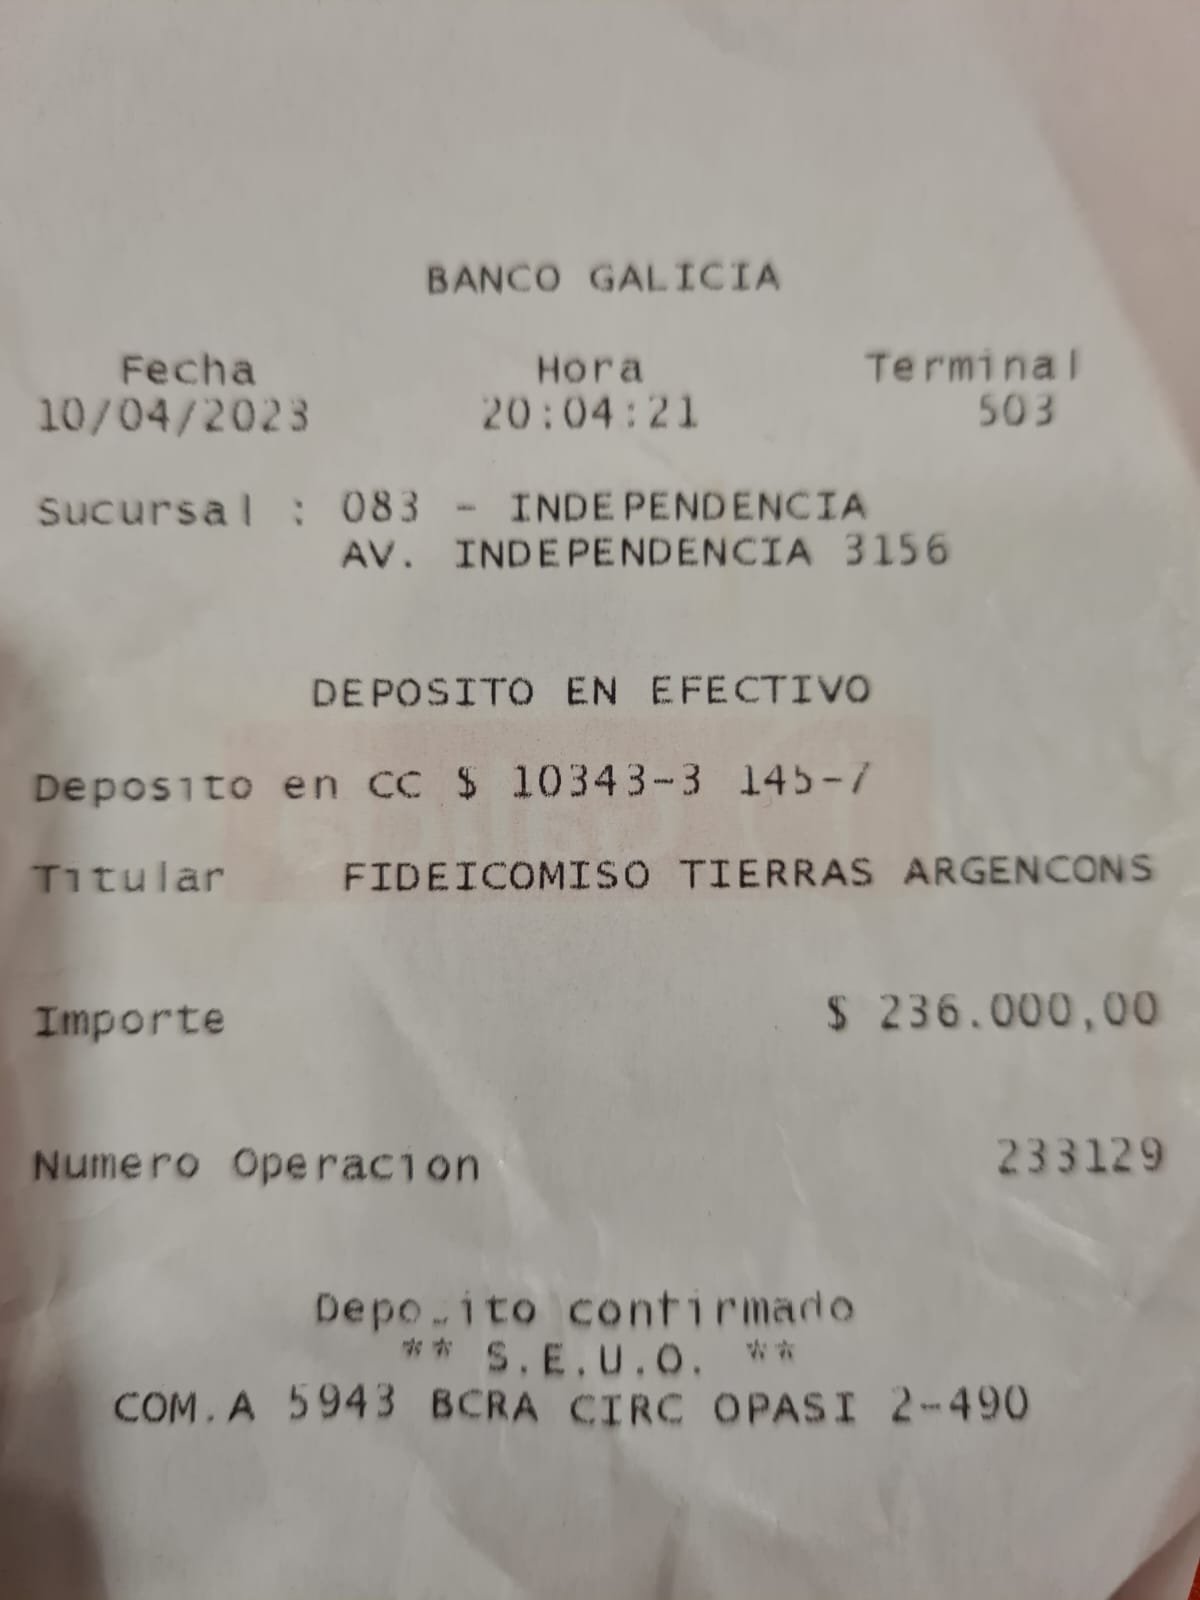 BANCO GALICIA
Fecha Hora Terminal
10/04/2023 20:04:21 503
Sucursal : 083 - INDEPENDENCIA
AV. INDEPENDENCIA 3156
DEPOSITO EN EFECTIVO
Deposito en CC $ 10343-3 145-7
Titular FIDEICOMISO TIERRAS ARGENCONS
Importe $ 236.000,00
Numero Operacion 233129
Deposito confirmado
** S.E.U.O. **
COM.A 5943 BCRA CIRC OPASI 2-490